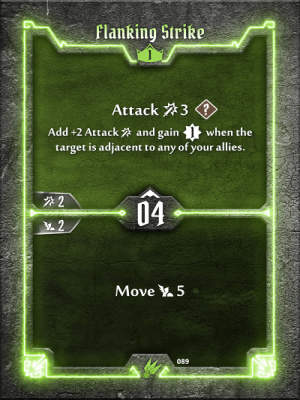 Flanking Strike
1
Attack 3 ?
Add +2 Attack and gain 1 when the
target is adjacent to any of your allies.
2
04
2
Move 5
089